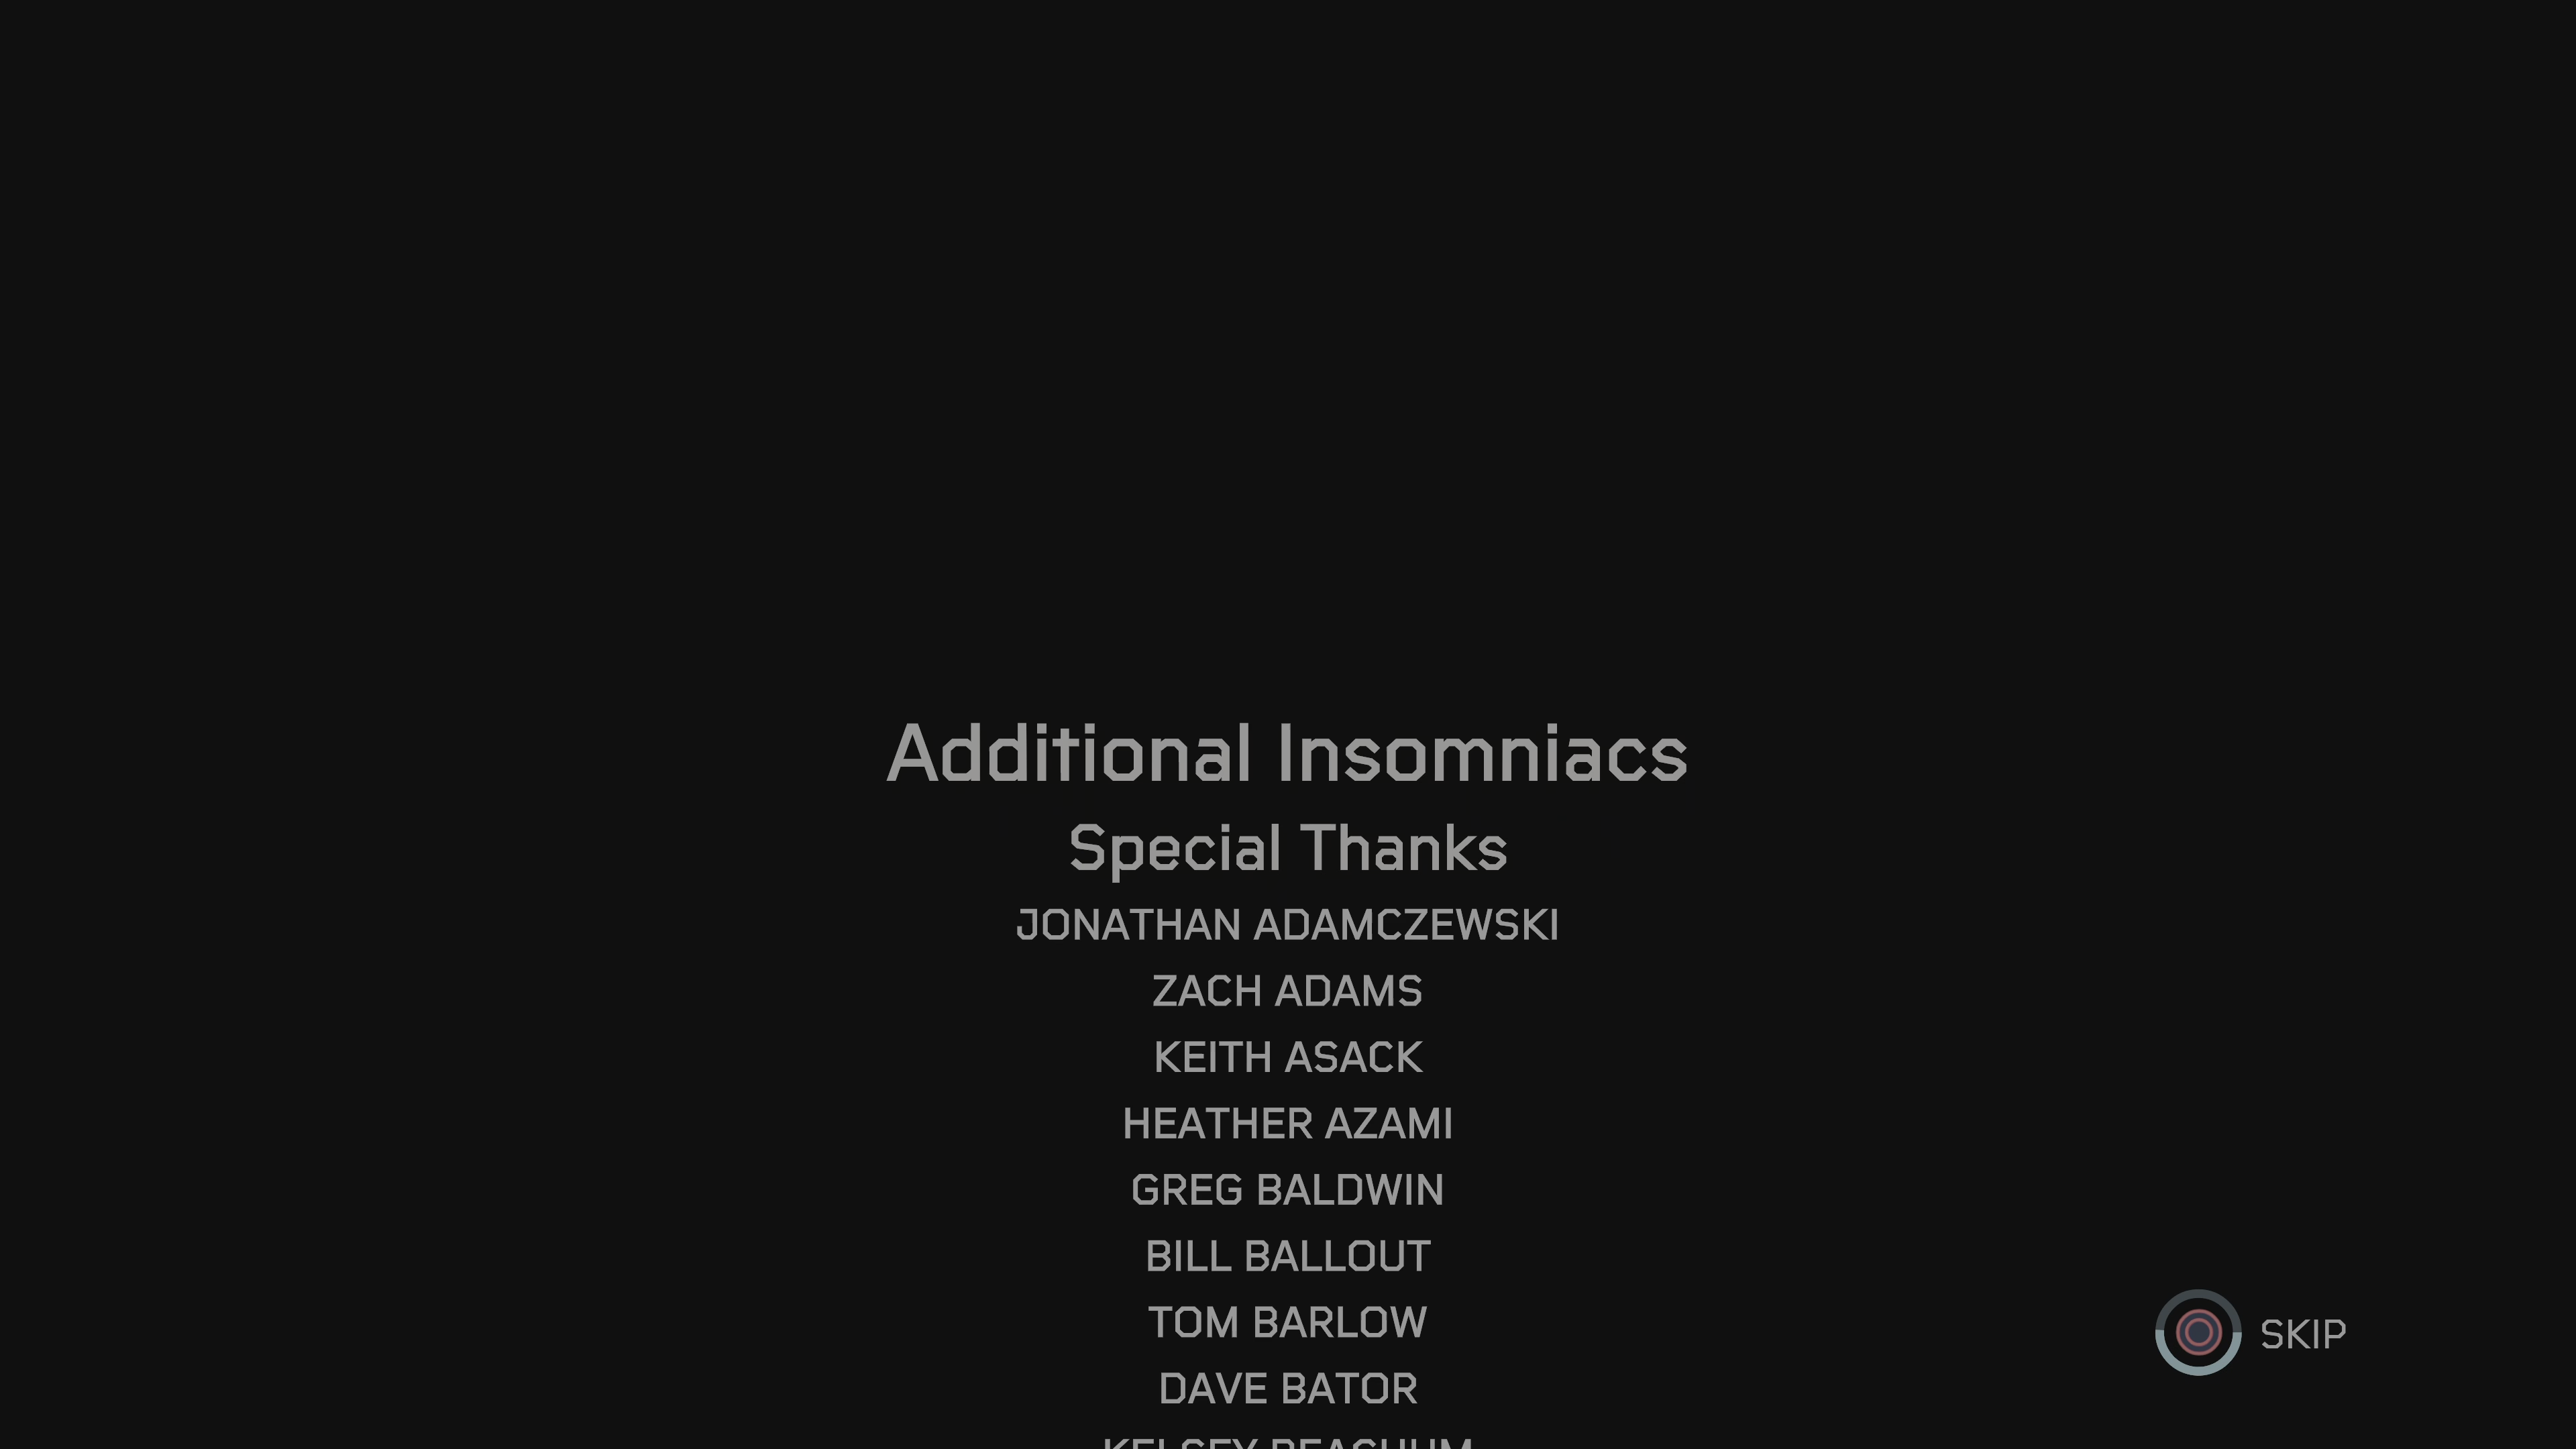 Additional Insomniacs
Special Thanks
JONATHAN ADAMCZEWSKI
ZACH ADAMS
KEITH ASACK
HEATHER AZAMI
GREG BALDWIN
BILL BALLOUT
TOM BARLOW
DAVE BATOR
KELSEY
SKIP